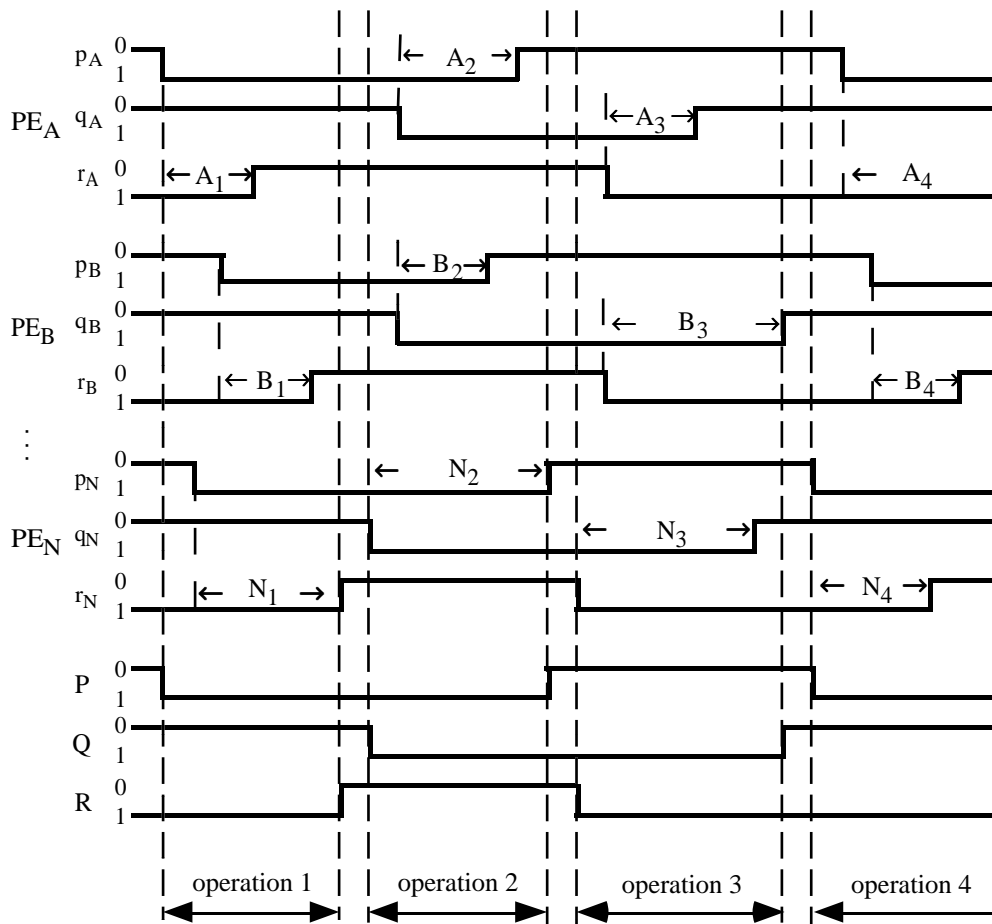 0
p_A 1 A_2
0
PE_A q_A 1 A_3
0
r_A 1 A_1 A_4
0
p_B 1 B_2
0
PE_B q_B 1 B_3
0
r_B 1 B_1 B_4
⋮
0
p_N 1 N_2
0
PE_N q_N 1 N_3
0
r_N 1 N_1 N_4
0
P 1
0
Q 1
0
R 1
operation 1 operation 2 operation 3 operation 4